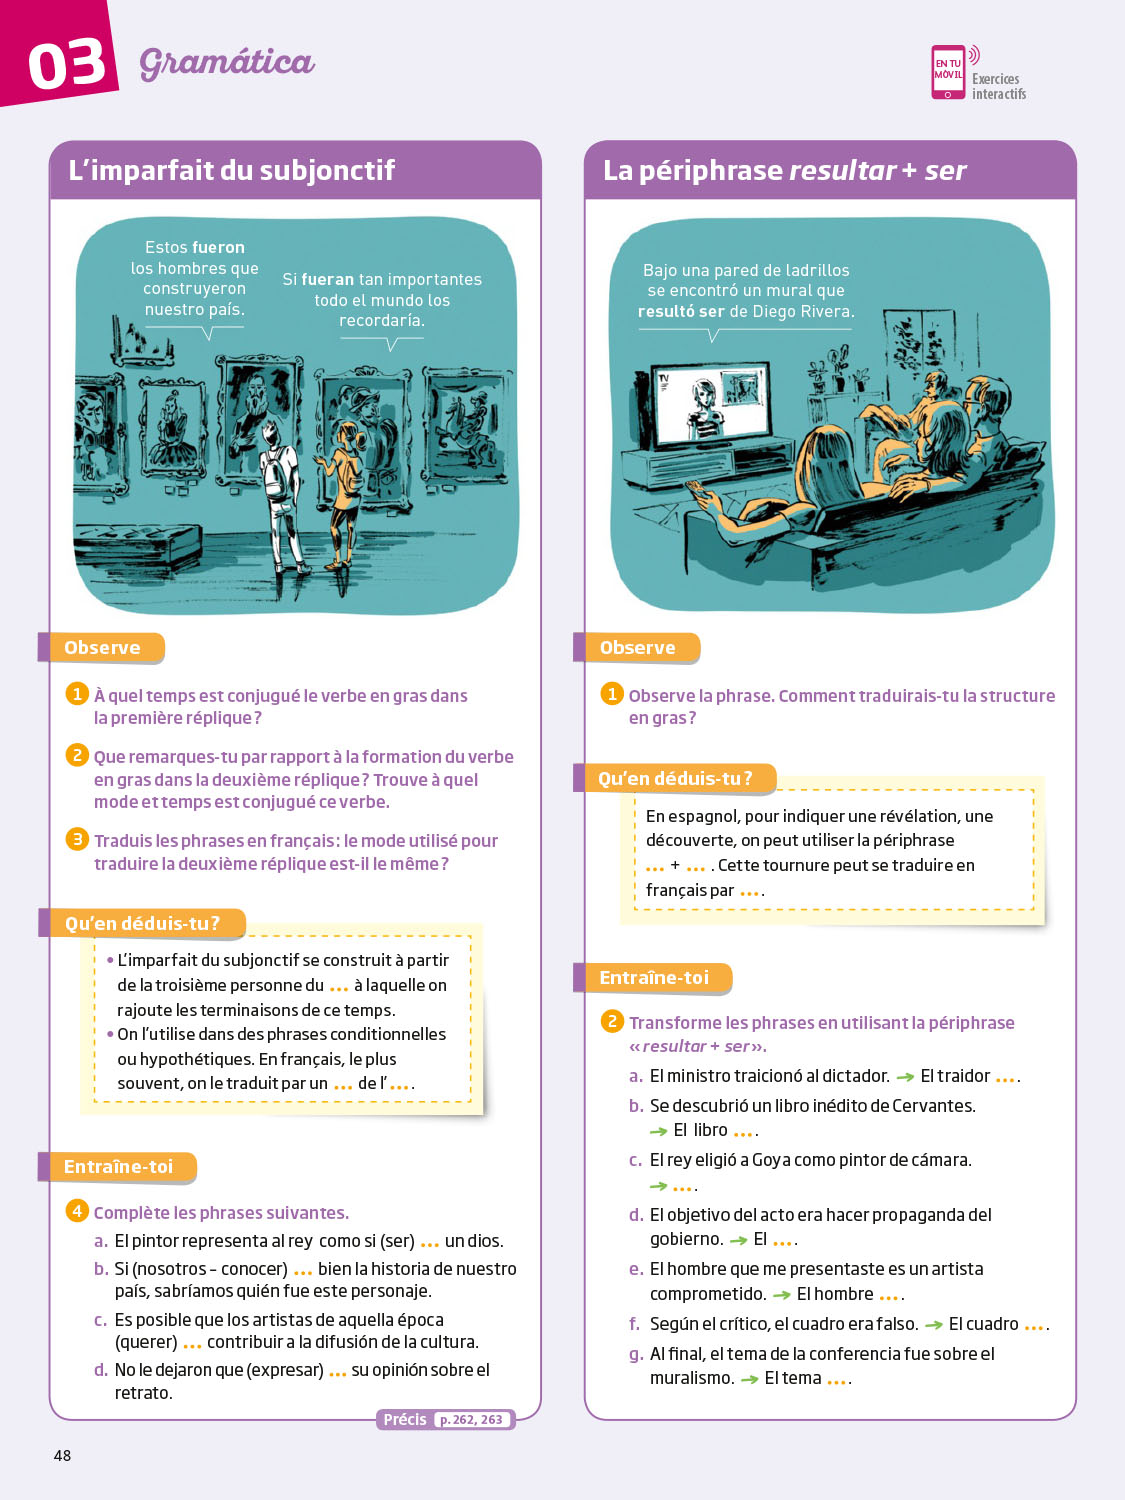 03
Gramática
EN TU
MÓVIL
Exercices
interactifs
L'imparfait du subjonctif
Estos fueron
los hombres que
construyeron
nuestro país.
Si fueran tan importantes
todo el mundo los
recordaría.
Observe
1 À quel temps est conjugué le verbe en gras dans
la première réplique ?
2 Que remarques-tu par rapport à la formation du verbe
en gras dans la deuxième réplique ? Trouve à quel
mode et temps est conjugué ce verbe.
3 Traduis les phrases en français : le mode utilisé pour
traduire la deuxième réplique est-il le même ?
Qu'en déduis-tu ?
• L'imparfait du subjonctif se construit à partir
de la troisième personne du ... à laquelle on
rajoute les terminaisons de ce temps.
• On l'utilise dans des phrases conditionnelles
ou hypothétiques. En français, le plus
souvent, on le traduit par un ... de l'... .
Entraîne-toi
4 Complète les phrases suivantes.
a. El pintor representa al rey como si (ser) ... un dios.
b. Si (nosotros – conocer) ... bien la historia de nuestro
país, sabríamos quién fue este personaje.
c. Es posible que los artistas de aquella época
(querer) ... contribuir a la difusión de la cultura.
d. No le dejaron que (expresar) ... su opinión sobre el
retrato.
Précis p. 262, 263
La périphrase resultar + ser
Bajo una pared de ladrillos
se encontró un mural que
resultó ser de Diego Rivera.
TV
Observe
1 Observe la phrase. Comment traduirais-tu la structure
en gras ?
Qu'en déduis-tu ?
En espagnol, pour indiquer une révélation, une
découverte, on peut utiliser la périphrase
... + ... . Cette tournure peut se traduire en
français par ... .
Entraîne-toi
2 Transforme les phrases en utilisant la périphrase
« resultar + ser ».
a. El ministro traicionó al dictador. → El traidor ... .
b. Se descubrió un libro inédito de Cervantes.
→ El libro ... .
c. El rey eligió a Goya como pintor de cámara.
→ ... .
d. El objetivo del acto era hacer propaganda del
gobierno. → El ... .
e. El hombre que me presentaste es un artista
comprometido. → El hombre ... .
f. Según el crítico, el cuadro era falso. → El cuadro ... .
g. Al final, el tema de la conferencia fue sobre el
muralismo. → El tema ... .
48